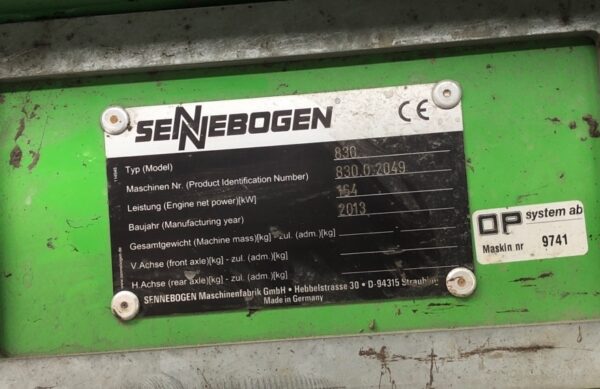 SENNEBOGEN
CE
Typ (Model) 830
Maschinen Nr. (Product Identification Number) 830.0.2049
Leistung (Engine net power)[kW] 164
Baujahr (Manufacturing year) 2013
Gesamtgewicht (Machine mass)[kg] - zul. (adm.)[kg]
V.Achse (front axle)[kg] - zul. (adm.)[kg]
H.Achse (rear axle)[kg] - zul. (adm.)[kg]
SENNEBOGEN Maschinenfabrik GmbH • Hebbelstrasse 30 • D-94315 Straubing
Made in Germany
OP system ab
Maskin nr 9741